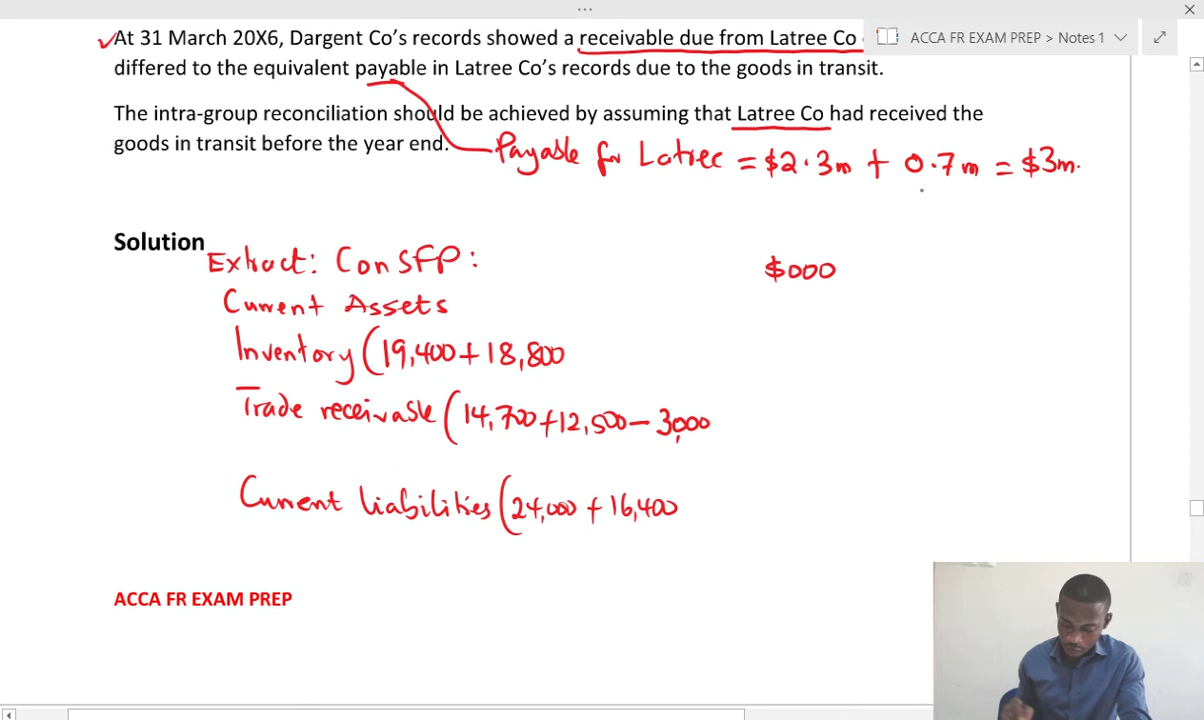 ACCA FR EXAM PREP > Notes 1
✓At 31 March 20X6, Dargent Co's records showed a receivable due from Latree Co
differed to the equivalent payable in Latree Co's records due to the goods in transit.
The intra-group reconciliation should be achieved by assuming that Latree Co had received the
goods in transit before the year end.
Payable for Latree = $2.3m + 0.7m = $3m.
Solution
Extract: ConSFP:
$000
Current Assets
Inventory (19,400+18,800
Trade receivable (14,700+12,500-3,000
Current liabilities (24,000 + 16,400
ACCA FR EXAM PREP